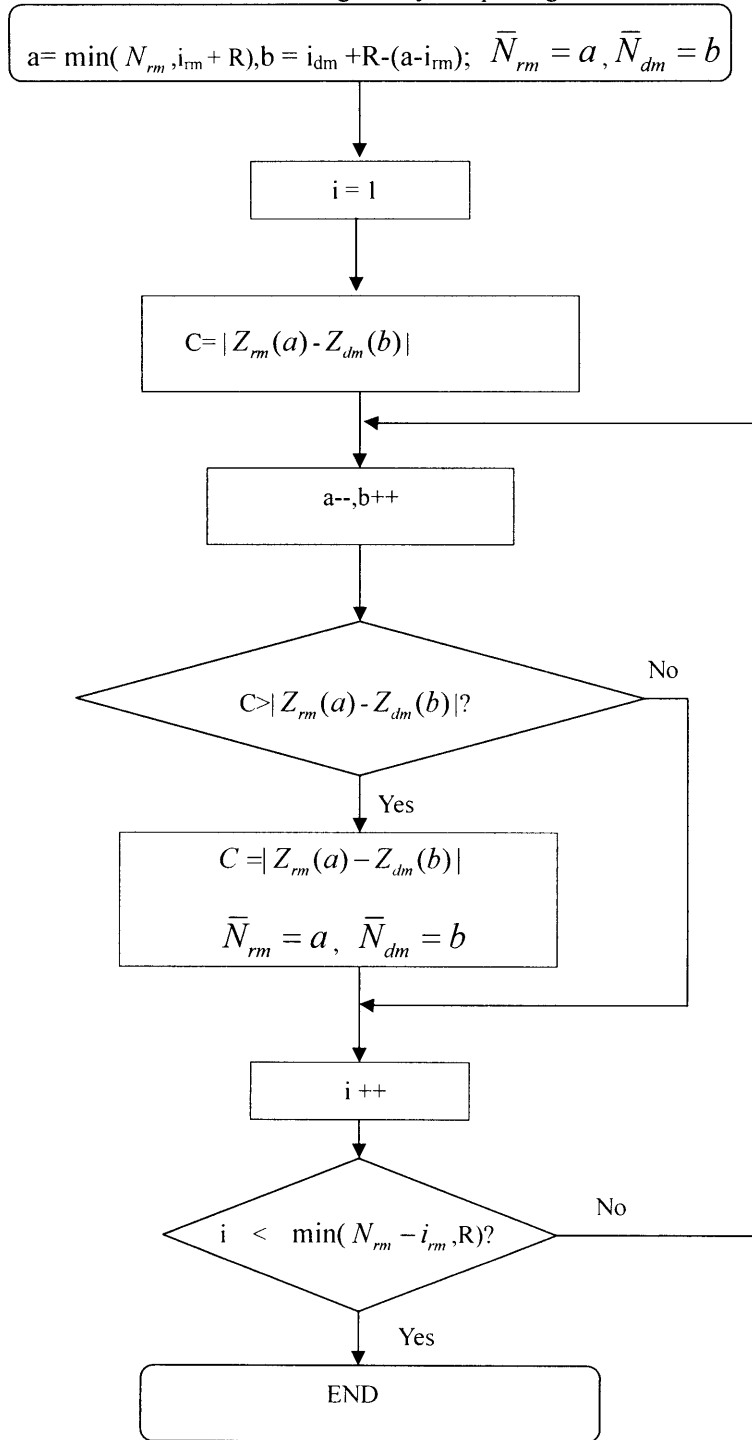 a= min( N_rm ,i_rm + R),b = i_dm +R-(a-i_rm); N̄_rm = a , N̄_dm = b
i = 1
C= | Z_rm(a) - Z_dm(b)|
a--,b++
No
C>| Z_rm(a) - Z_dm(b) |?
Yes
C =| Z_rm(a) − Z_dm(b) |
N̄_rm = a , N̄_dm = b
i ++
No
i < min( N_rm − i_rm ,R)?
Yes
END